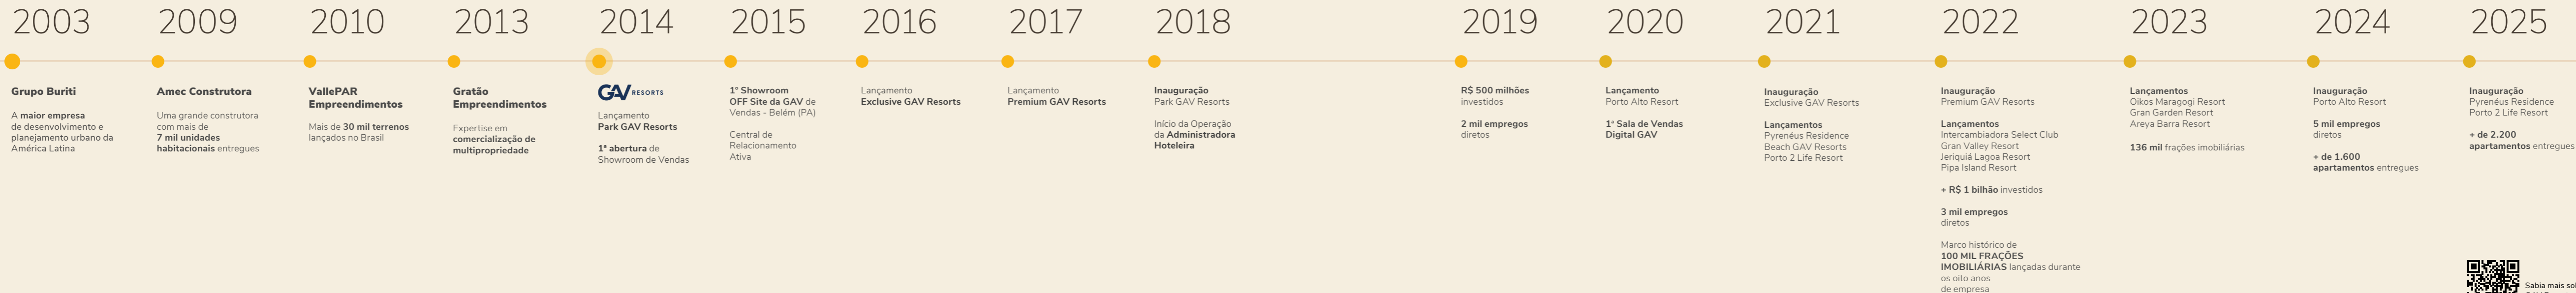 2003
Grupo Buriti
A maior empresa
de desenvolvimento e
planejamento urbano da
América Latina
2009
Amec Construtora
Uma grande construtora
com mais de
7 mil unidades
habitacionais entregues
2010
VallePAR
Empreendimentos
Mais de 30 mil terrenos
lançados no Brasil
2013
Gratão
Empreendimentos
Expertise em
comercialização de
multipropriedade
2014
GAV RESORTS
Lançamento
Park GAV Resorts
1ª abertura de
Showroom de Vendas
2015
1º Showroom
OFF Site da GAV de
Vendas - Belém (PA)
Central de
Relacionamento
Ativa
2016
Lançamento
Exclusive GAV Resorts
2017
Lançamento
Premium GAV Resorts
2018
Inauguração
Park GAV Resorts
Início da Operação
da Administradora
Hoteleira
2019
R$ 500 milhões
investidos
2 mil empregos
diretos
2020
Lançamento
Porto Alto Resort
1ª Sala de Vendas
Digital GAV
2021
Inauguração
Exclusive GAV Resorts
Lançamentos
Pyrenéus Residence
Beach GAV Resorts
Porto 2 Life Resort
2022
Inauguração
Premium GAV Resorts
Lançamentos
Intercambiadora Select Club
Gran Valley Resort
Jeriquiá Lagoa Resort
Pipa Island Resort
+ R$ 1 bilhão investidos
3 mil empregos
diretos
Marco histórico de
100 MIL FRAÇÕES
IMOBILIÁRIAS lançadas durante
os oito anos
de empresa
2023
Lançamentos
Oikos Maragogi Resort
Gran Garden Resort
Areya Barra Resort
136 mil frações imobiliárias
2024
Inauguração
Porto Alto Resort
5 mil empregos
diretos
+ de 1.600
apartamentos entregues
2025
Inauguração
Pyrenéus Residence
Porto 2 Life Resort
+ de 2.200
apartamentos entregues
Sabia mais